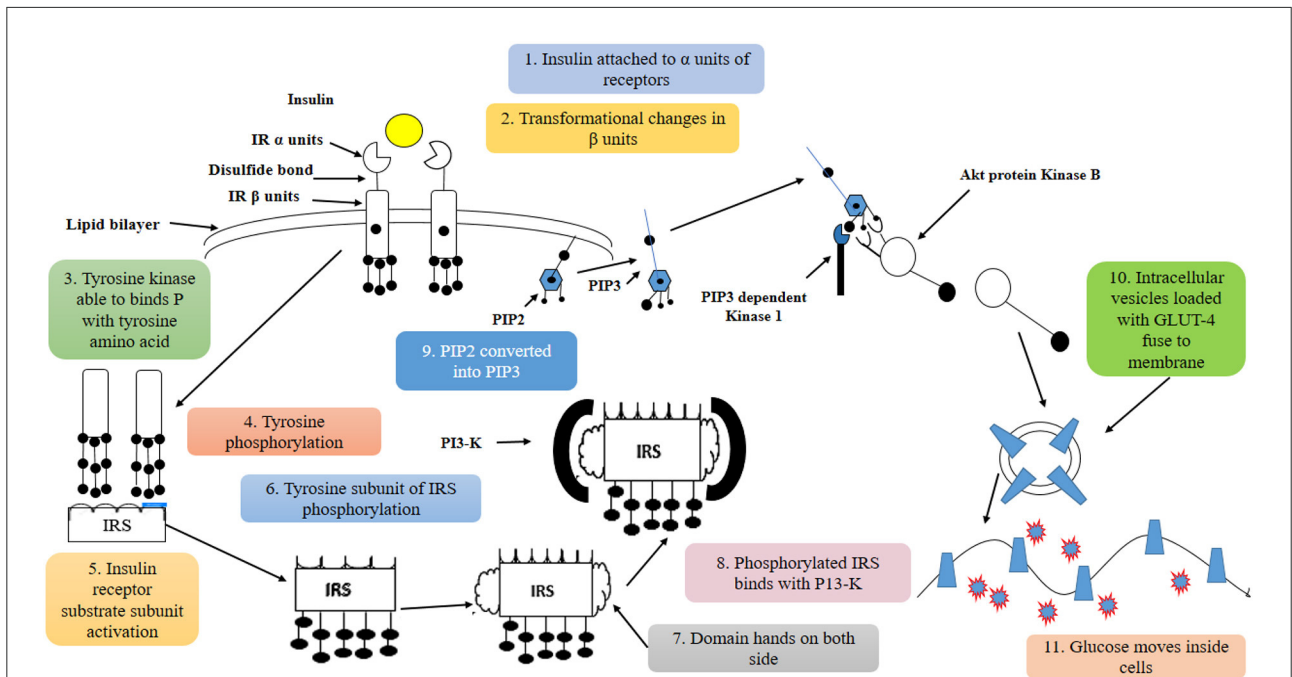 1. Insulin attached to α units of
receptors
Insulin
2. Transformational changes in
β units
IR α units
Disulfide bond
IR β units
Lipid bilayer
Akt protein Kinase B
3. Tyrosine kinase
able to binds P
with tyrosine
amino acid
PIP2
PIP3
PIP3 dependent
Kinase 1
10. Intracellular
vesicles loaded
with GLUT-4
fuse to
membrane
9. PIP2 converted
into PIP3
4. Tyrosine
phosphorylation
PI3-K
IRS
6. Tyrosine subunit of IRS
phosphorylation
IRS
5. Insulin
receptor
substrate subunit
activation
IRS
IRS
8. Phosphorylated IRS
binds with P13-K
7. Domain hands on both
side
11. Glucose moves inside
cells